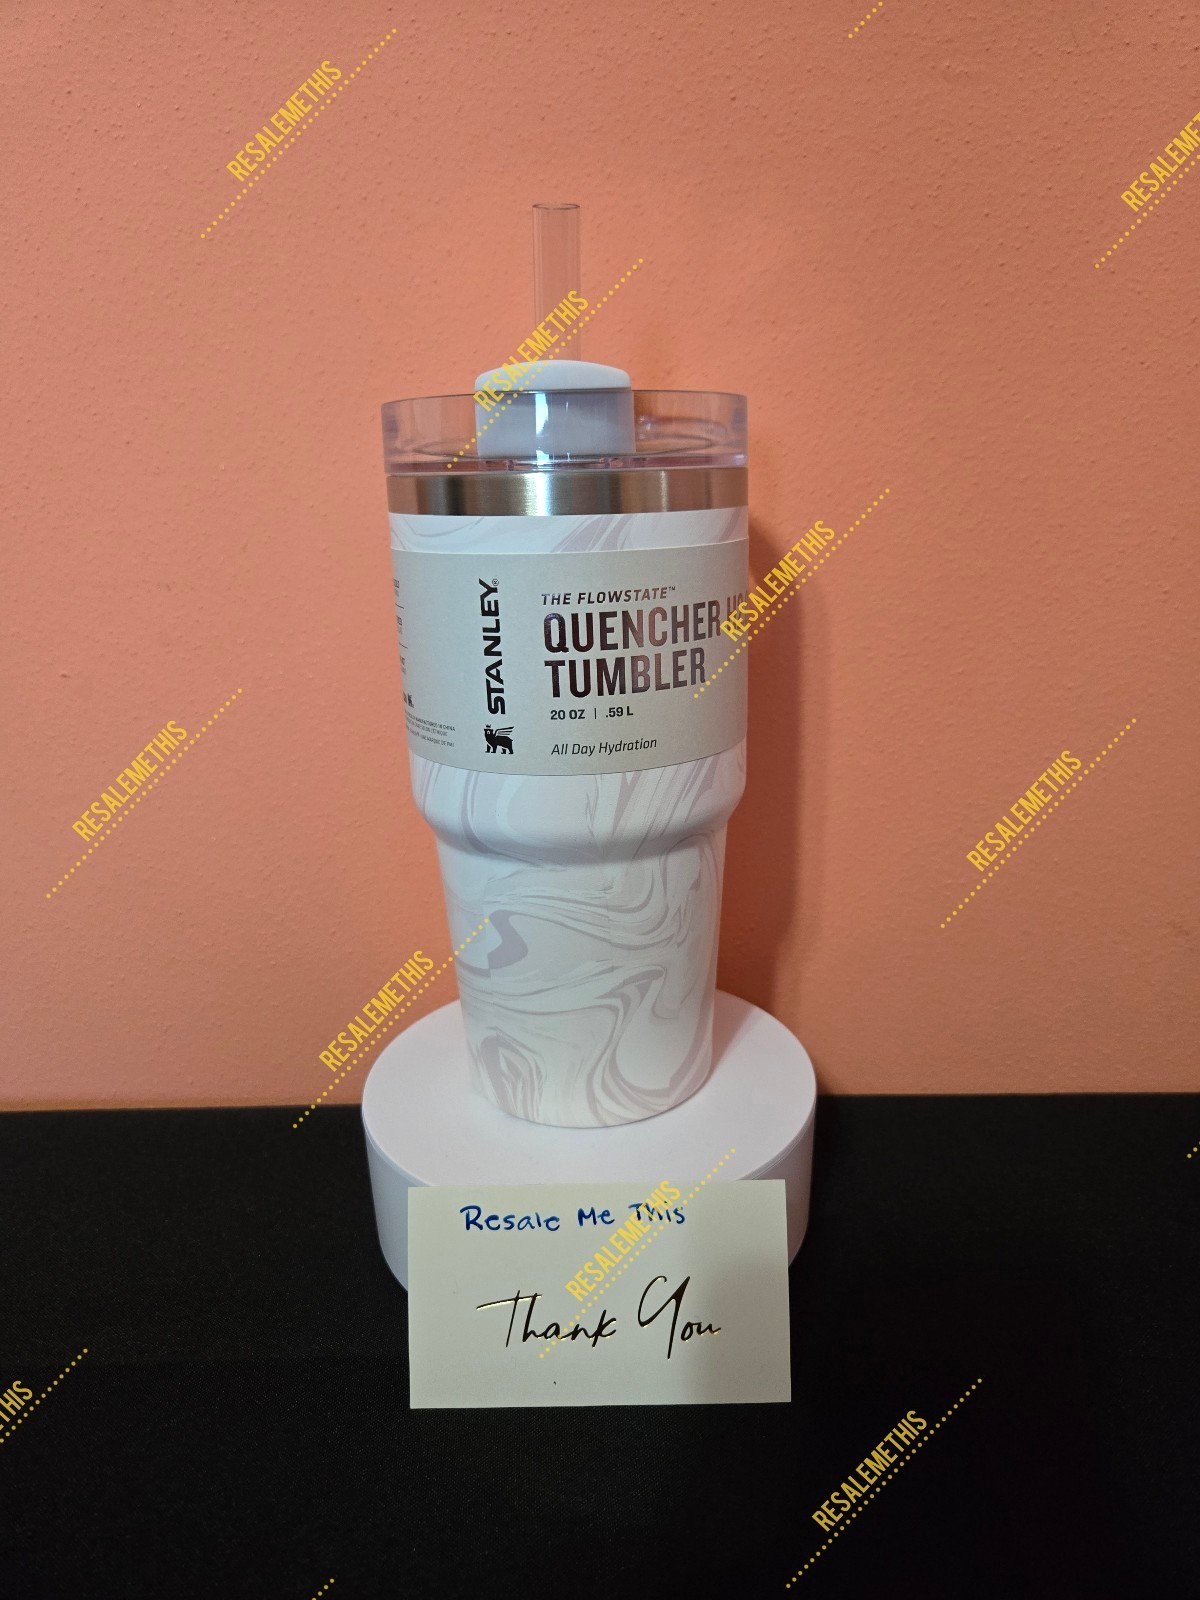 RESALEMETHIS
RESALEMETHIS
RESALEMETHIS
STANLEY®
THE FLOWSTATE™
QUENCHER
TUMBLER
20 OZ | .59 L
All Day Hydration
RESALEMETHIS
RESALEMETHIS
RESALEMETHIS
RESALEMETHIS
Resale Me This
RESALEMETHIS
Thank You
RESALEMETHIS